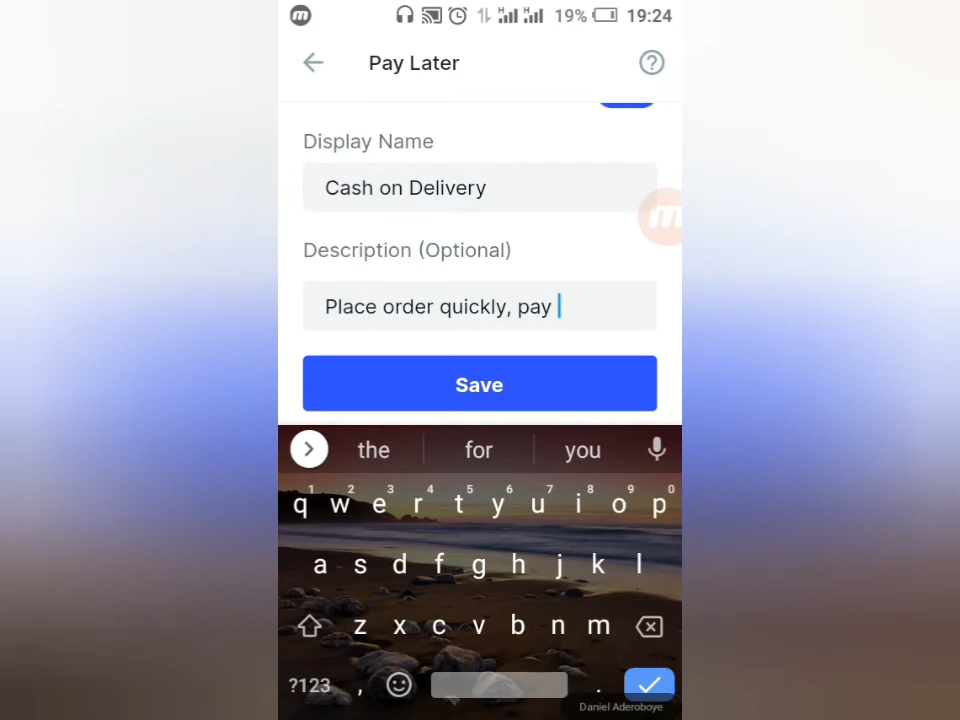 19% 19:24
Pay Later
Display Name
Cash on Delivery
Description (Optional)
Place order quickly, pay
Save
the for you
1 2 3 4 5 6 7 8 9 0
q w e r t y u i o p
a s d f g h j k l
z x c v b n m
?123 , .
Daniel Aderoboye